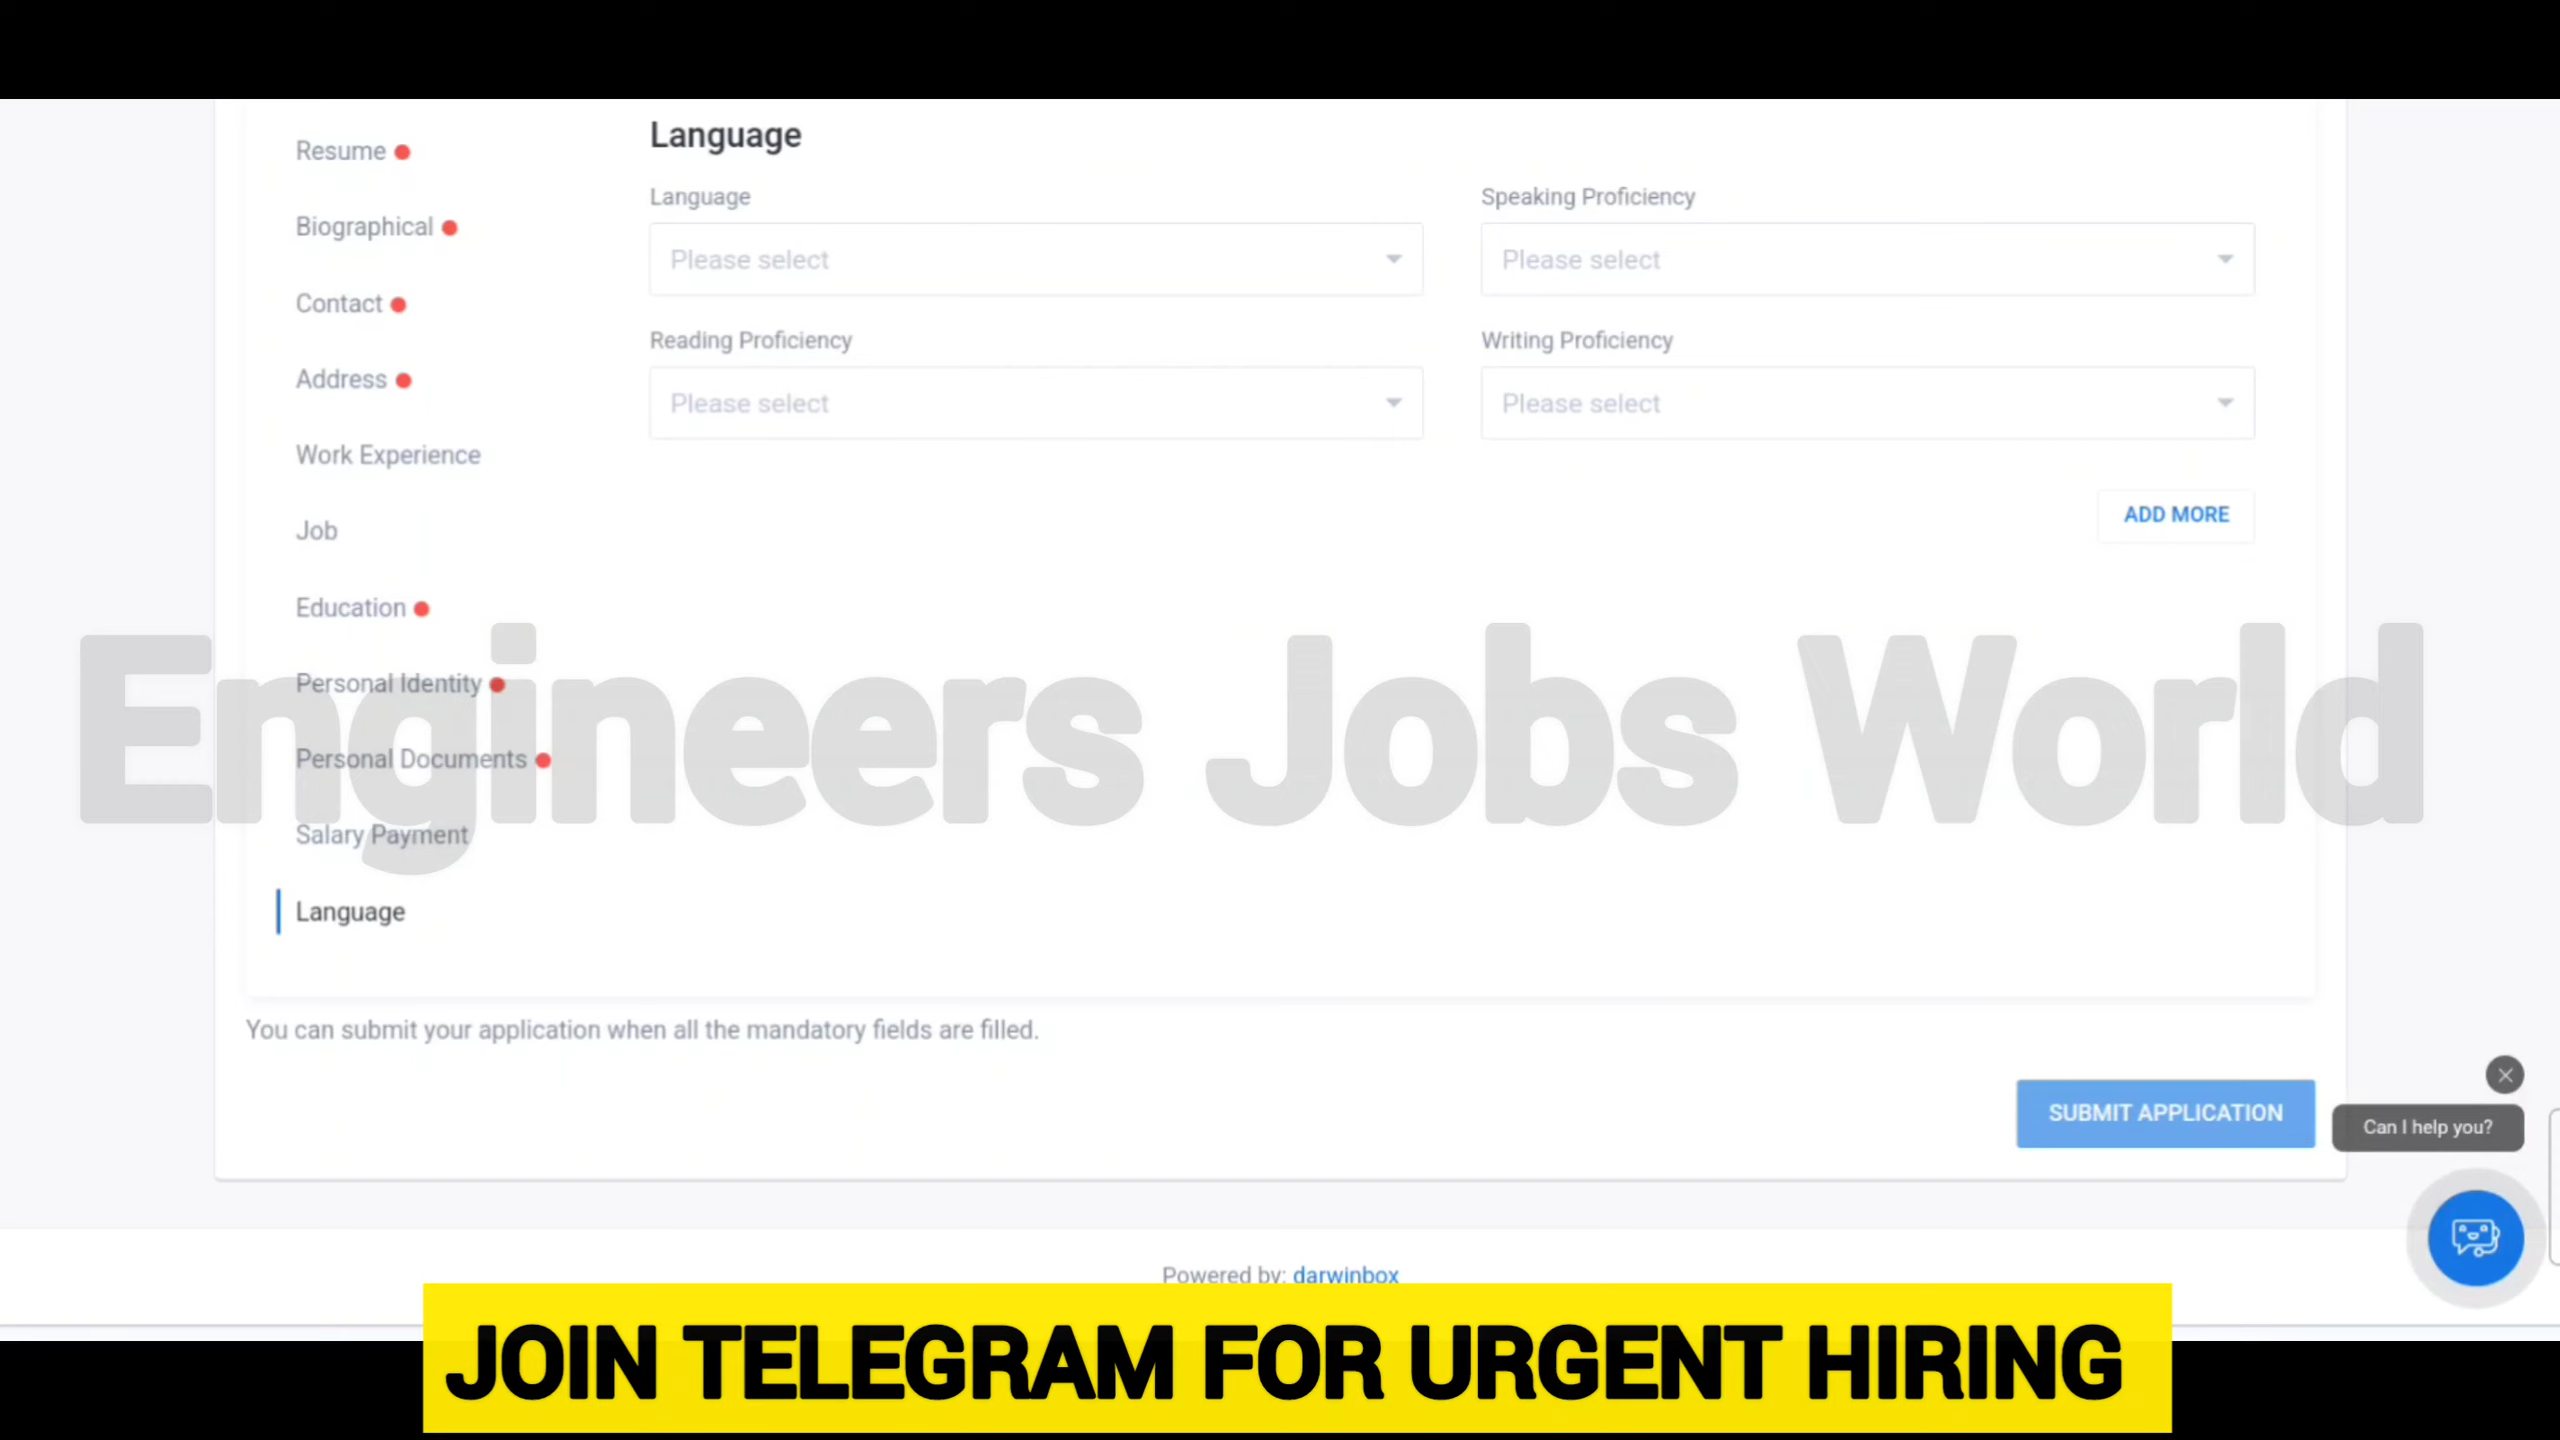 Language
Resume
Biographical
Contact
Address
Work Experience
Job
Education
Personal Identity
Personal Documents
Salary Payment
Language
Language
Speaking Proficiency
Please select
Please select
Reading Proficiency
Writing Proficiency
Please select
Please select
ADD MORE
Engineers Jobs World
You can submit your application when all the mandatory fields are filled.
SUBMIT APPLICATION
Can I help you?
Powered by: darwinbox
JOIN TELEGRAM FOR URGENT HIRING